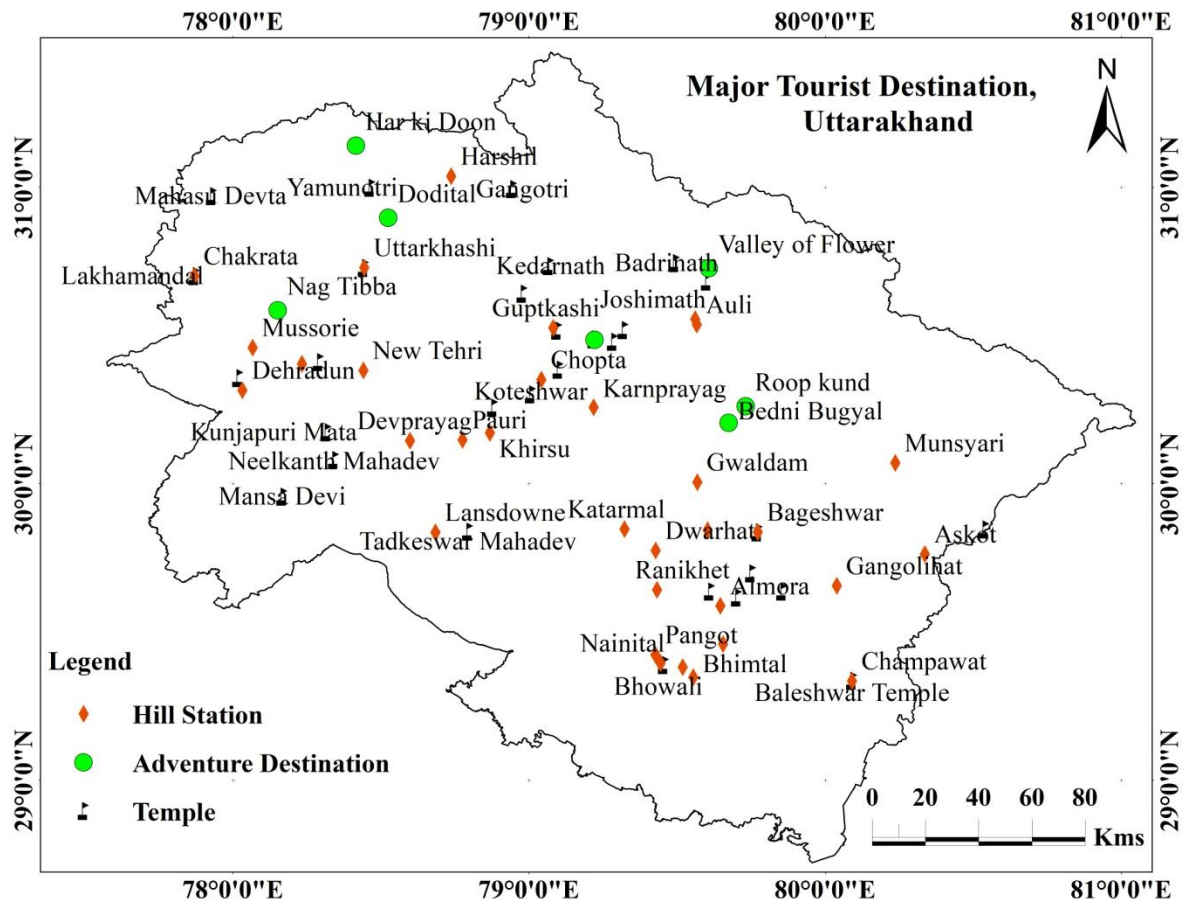 78°0'0"E 79°0'0"E 80°0'0"E 81°0'0"E
N
Major Tourist Destination,
Uttarakhand
Har ki Doon
Harshil
31°0'0"N
Mahasu Devta
Yamunotri
Dodital
Gangotri
31°0'0"N
Uttarkhashi
Valley of Flower
Chakrata
Lakhamandal
Kedarnath
Badrinath
Nag Tibba
Guptkashi
Joshimath
Auli
Mussorie
New Tehri
Dehradun
Chopta
Koteshwar
Karnprayag
Roop kund
Bedni Bugyal
Kunjapuri Mata
Devprayag
Pauri
Khirsu
Munsyari
Neelkanth Mahadev
Gwaldam
30°0'0"N
Mansa Devi
30°0'0"N
Lansdowne
Katarmal
Bageshwar
Tadkeswar Mahadev
Dwarhat
Askot
Ranikhet
Almora
Gangolihat
Nainital
Pangot
Bhowali
Bhimtal
Champawat
Baleshwar Temple
Legend
Hill Station
Adventure Destination
Temple
29°0'0"N
29°0'0"N
0 20 40 60 80
Kms
78°0'0"E 79°0'0"E 80°0'0"E 81°0'0"E